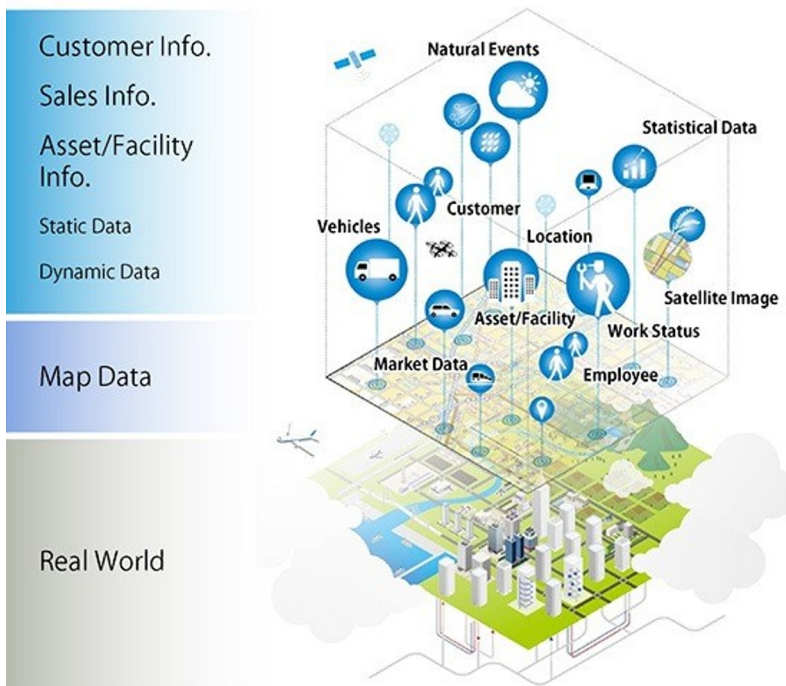 Customer Info.
Sales Info.
Asset/Facility
Info.
Static Data
Dynamic Data
Map Data
Real World
Natural Events
Statistical Data
Customer
Vehicles
Location
Satellite Image
Asset/Facility
Work Status
Market Data
Employee